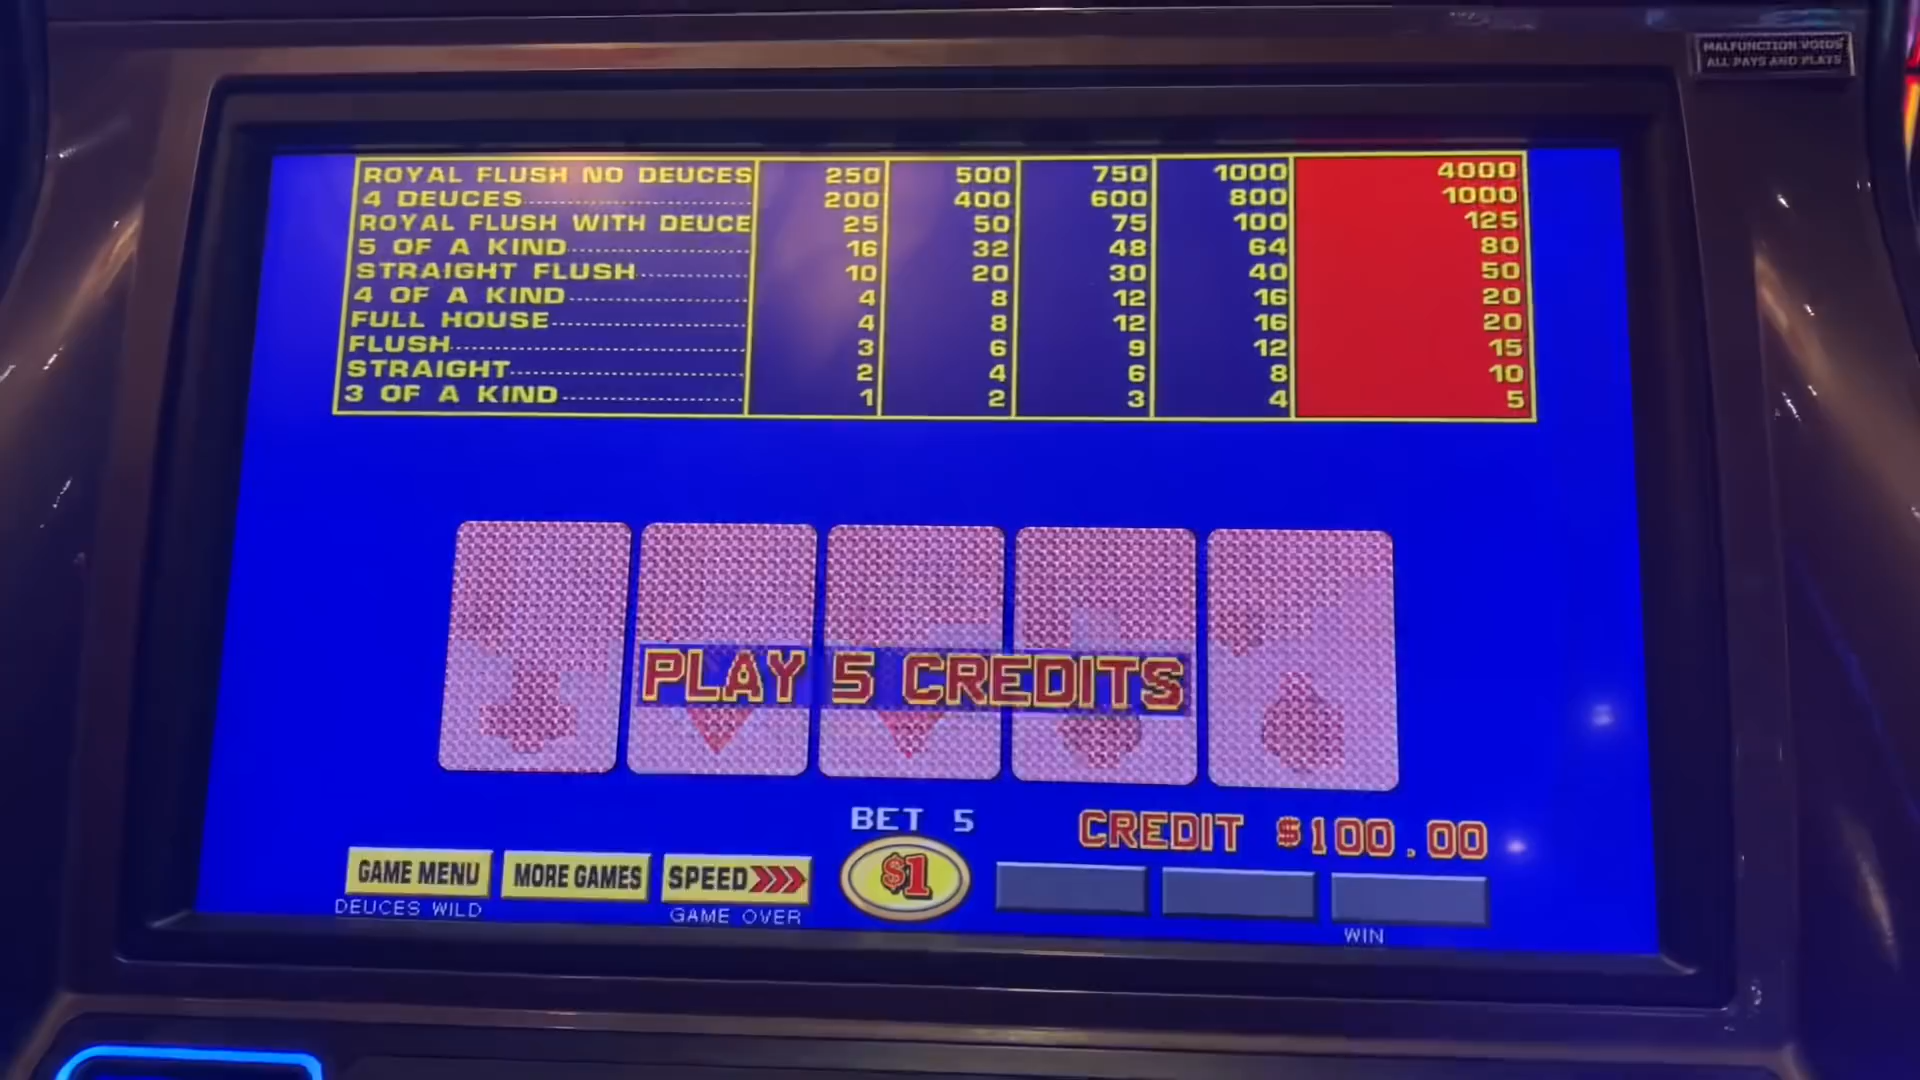 MALFUNCTION VOIDS
ALL PAYS AND PLAYS
ROYAL FLUSH NO DEUCES 250 500 750 1000 4000
4 DEUCES 200 400 600 800 1000
ROYAL FLUSH WITH DEUCE 25 50 75 100 125
5 OF A KIND 16 32 48 64 80
STRAIGHT FLUSH 10 20 30 40 50
4 OF A KIND 4 8 12 16 20
FULL HOUSE 4 8 12 16 20
FLUSH 3 6 9 12 15
STRAIGHT 2 4 6 8 10
3 OF A KIND 1 2 3 4 5
PLAY 5 CREDITS
BET 5 CREDIT $100.00
GAME MENU MORE GAMES SPEED $1
DEUCES WILD GAME OVER WIN